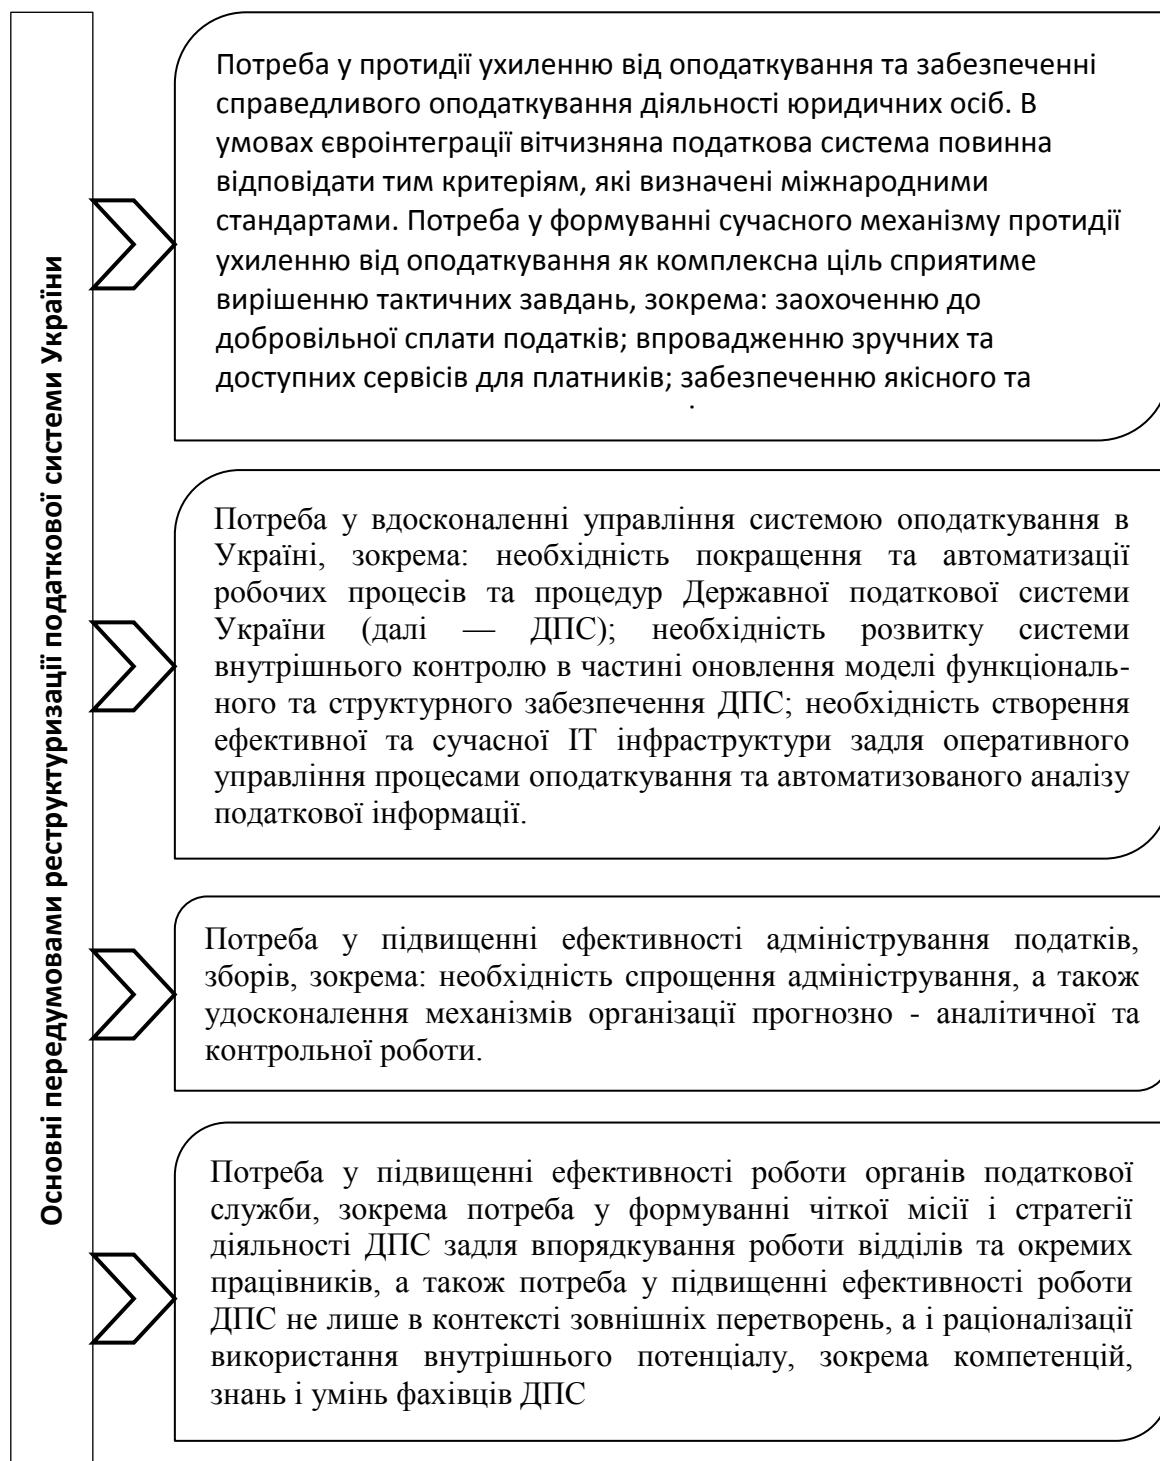 Основні передумовами реструктуризації податкової системи України
Потреба у протидії ухиленню від оподаткування та забезпеченні
справедливого оподаткування діяльності юридичних осіб. В
умовах євроінтеграції вітчизняна податкова система повинна
відповідати тим критеріям, які визначені міжнародними
стандартами. Потреба у формуванні сучасного механізму протидії
ухиленню від оподаткування як комплексна ціль сприятиме
вирішенню тактичних завдань, зокрема: заохоченню до
добровільної сплати податків; впровадженню зручних та
доступних сервісів для платників; забезпеченню якісного та
Потреба у вдосконаленні управління системою оподаткування в
Україні, зокрема: необхідність покращення та автоматизації
робочих процесів та процедур Державної податкової системи
України (далі — ДПС); необхідність розвитку системи
внутрішнього контролю в частині оновлення моделі функціональ-
ного та структурного забезпечення ДПС; необхідність створення
ефективної та сучасної ІТ інфраструктури задля оперативного
управління процесами оподаткування та автоматизованого аналізу
податкової інформації.
Потреба у підвищенні ефективності адміністрування податків,
зборів, зокрема: необхідність спрощення адміністрування, а також
удосконалення механізмів організації прогнозно - аналітичної та
контрольної роботи.
Потреба у підвищенні ефективності роботи органів податкової
служби, зокрема потреба у формуванні чіткої місії і стратегії
діяльності ДПС задля впорядкування роботи відділів та окремих
працівників, а також потреба у підвищенні ефективності роботи
ДПС не лише в контексті зовнішніх перетворень, а і раціоналізації
використання внутрішнього потенціалу, зокрема компетенцій,
знань і умінь фахівців ДПС